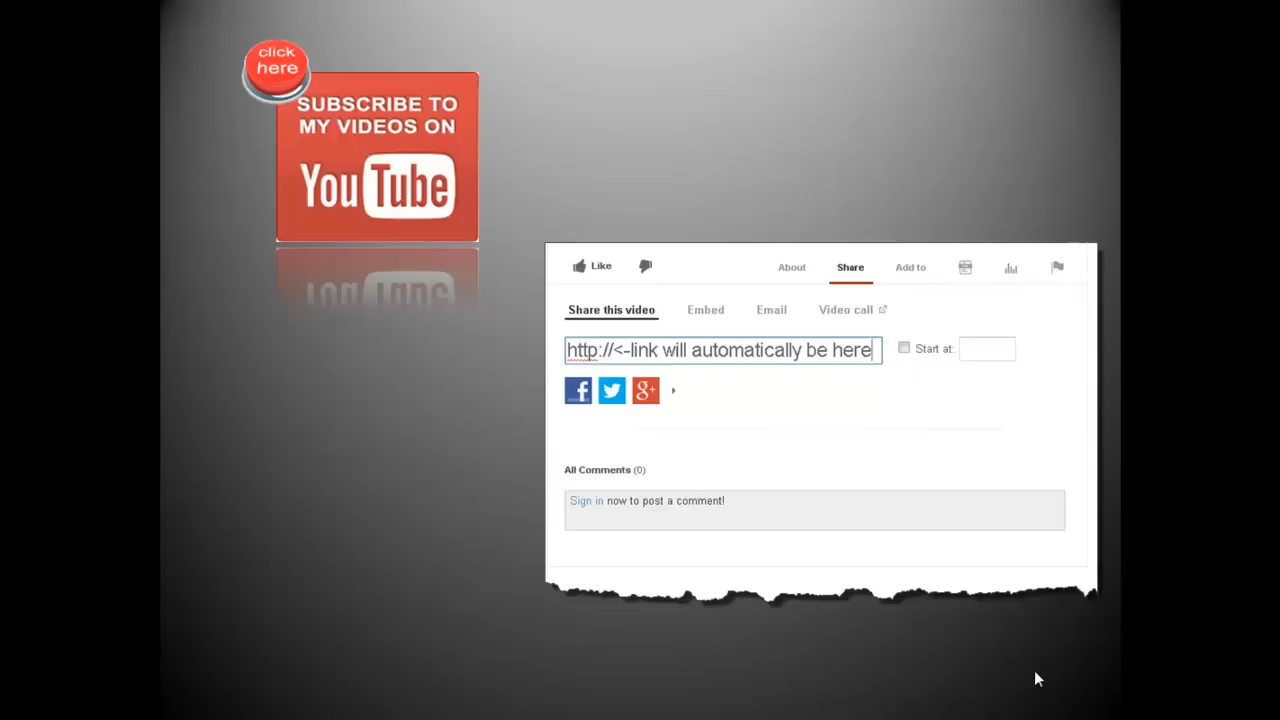 click
here
SUBSCRIBE TO
MY VIDEOS ON
YouTube
Like
About Share Add to
Share this video Embed Email Video call
http://<-link will automatically be here Start at:
f g+
All Comments (0)
Sign in now to post a comment!